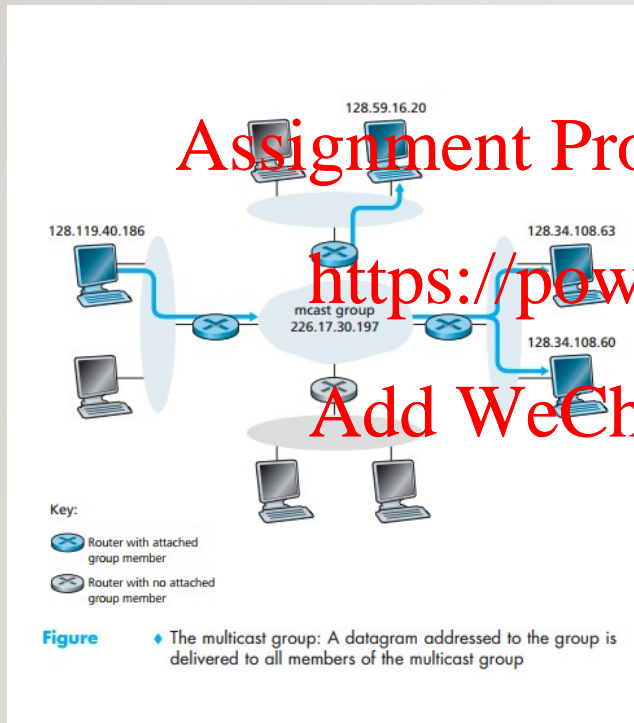 128.59.16.20
Assignment Pro
128.119.40.186
128.34.108.63
https://pow
mcast group
226.17.30.197
128.34.108.60
Add WeCh
Key:
Router with attached
group member
Router with no attached
group member
Figure ♦ The multicast group: A datagram addressed to the group is
delivered to all members of the multicast group